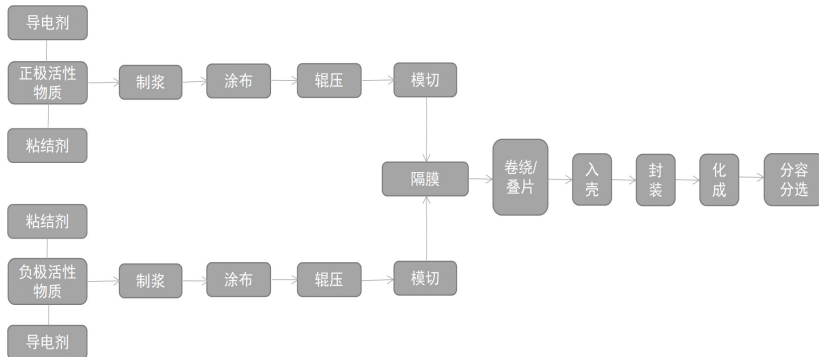 导电剂
正极活性
物质
粘结剂
制浆
涂布
辊压
模切
隔膜
卷绕/
叠片
入
壳
封
装
化
成
分容
分选
粘结剂
负极活性
物质
导电剂
制浆
涂布
辊压
模切